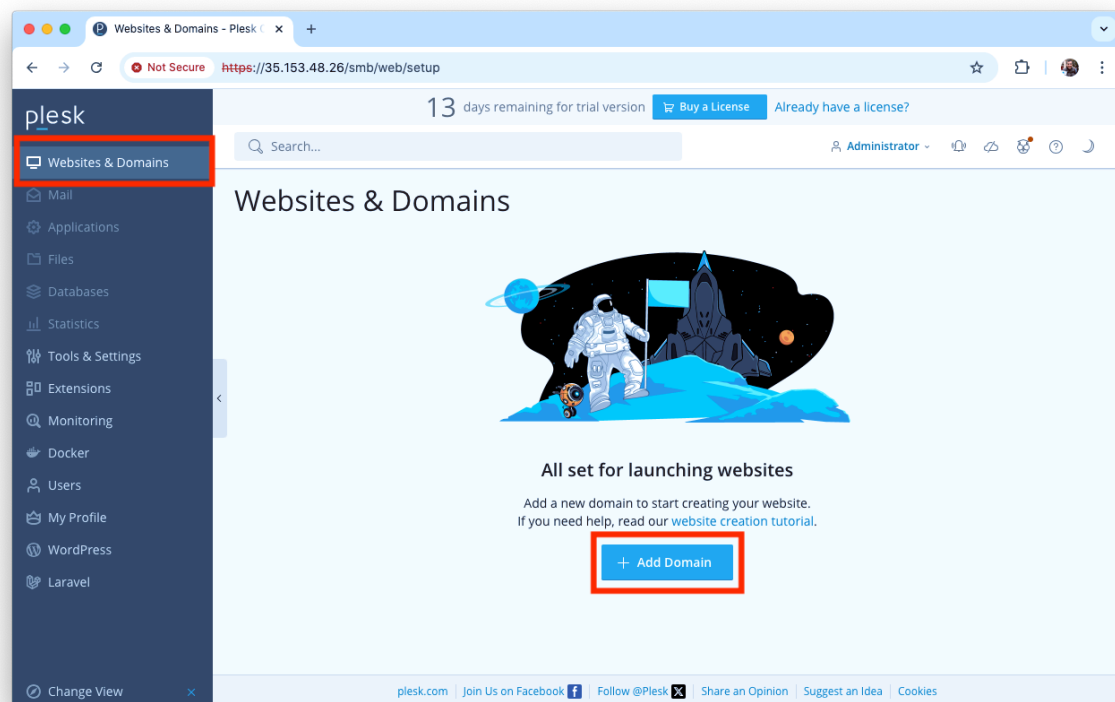 Websites & Domains - Plesk
Not Secure https://35.153.48.26/smb/web/setup
plesk
13 days remaining for trial version Buy a License Already have a license?
Search...
Administrator
Websites & Domains
Mail
Applications
Files
Databases
Statistics
Tools & Settings
Extensions
Monitoring
Docker
Users
My Profile
WordPress
Laravel
Change View
Websites & Domains
All set for launching websites
Add a new domain to start creating your website.
If you need help, read our website creation tutorial.
+ Add Domain
plesk.com Join Us on Facebook Follow @Plesk Share an Opinion Suggest an Idea Cookies